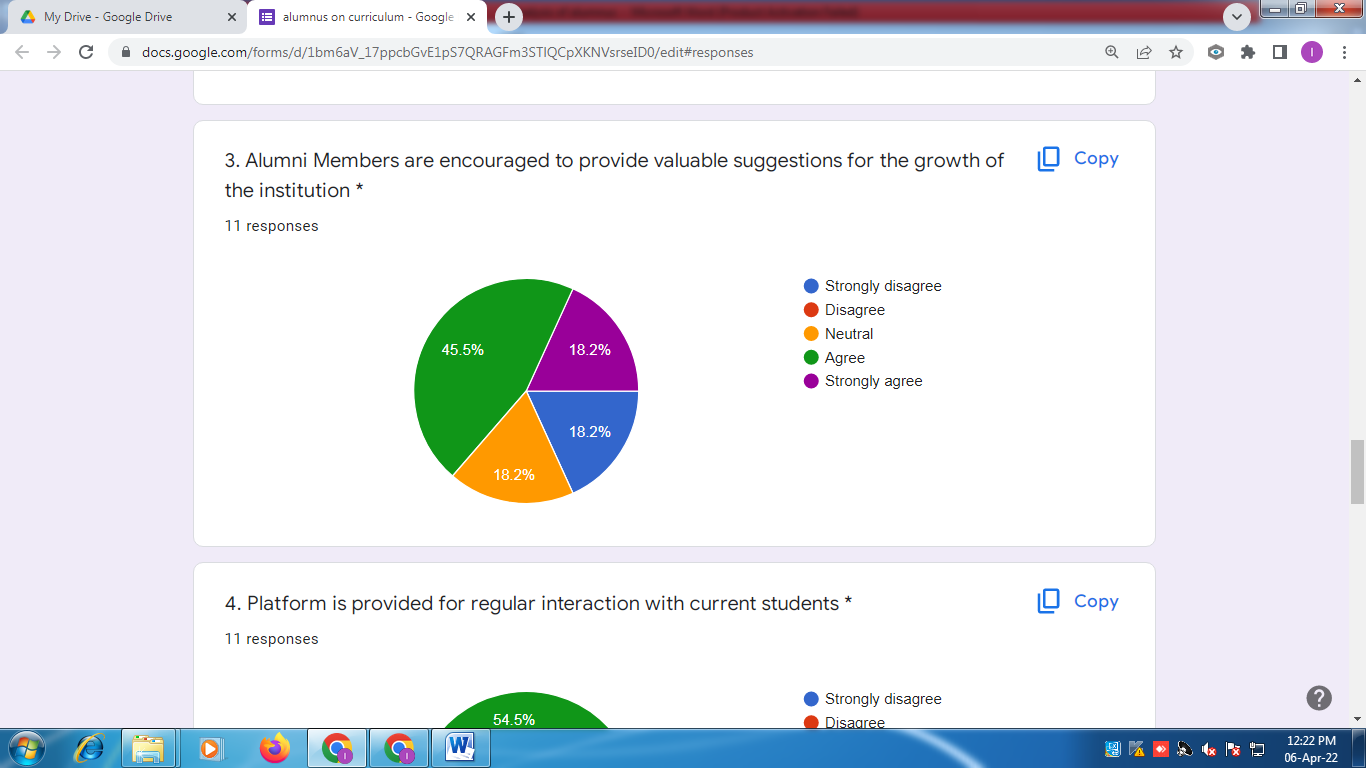 My Drive - Google Drive
alumnus on curriculum - Google
docs.google.com/forms/d/1bm6aV_17ppcbGvE1pS7QRAGFm3STlQCpXKNVsrseID0/edit#responses
I
3. Alumni Members are encouraged to provide valuable suggestions for the growth of
the institution *
Copy
11 responses
45.5%
18.2%
18.2%
18.2%
Strongly disagree
Disagree
Neutral
Agree
Strongly agree
4. Platform is provided for regular interaction with current students *
Copy
11 responses
54.5%
Strongly disagree
Disagree
12:22 PM
06-Apr-22